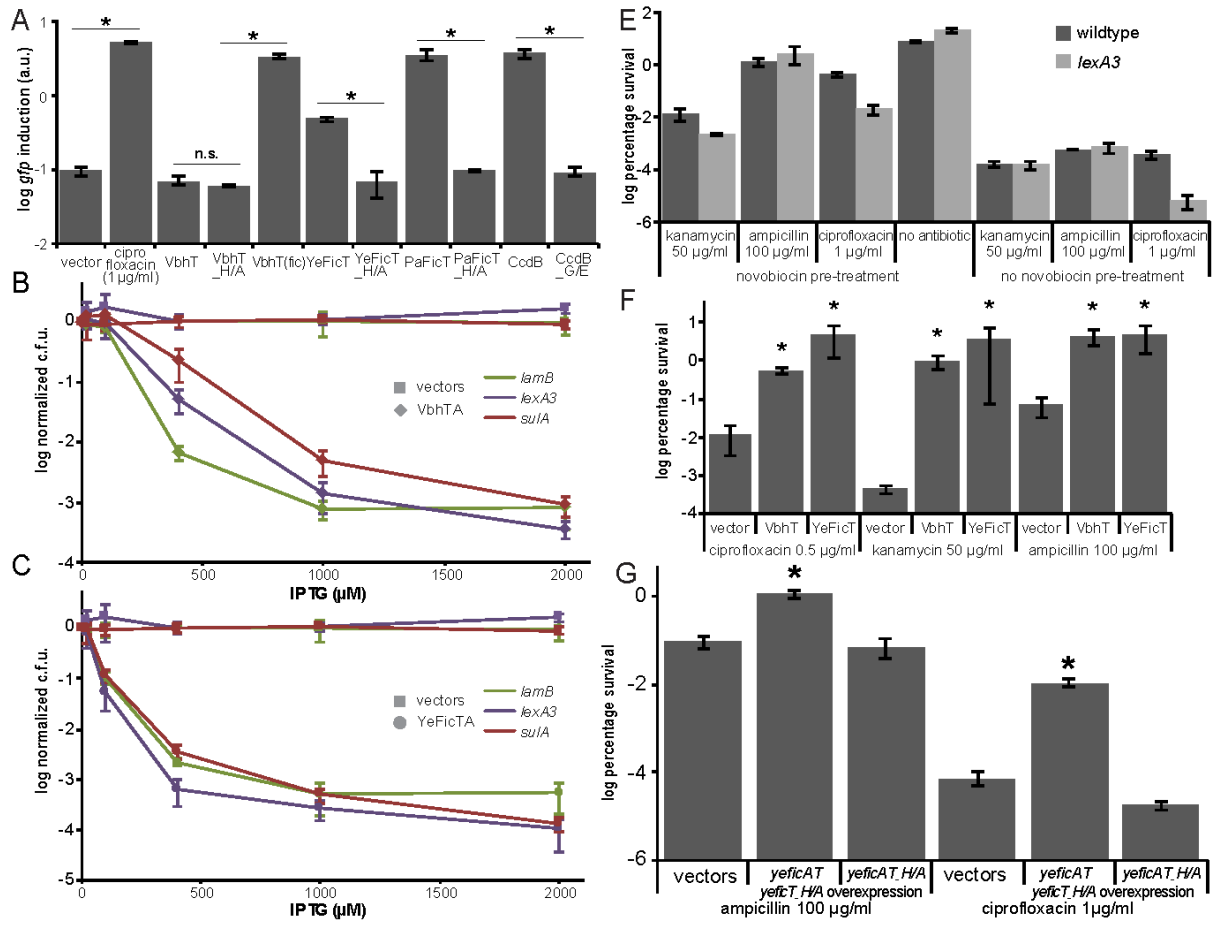 A
log gfp induction (a.u.)
1
0
-1
-2
*
n.s.
*
*
*
*
vector
cipro
floxacin
(1 µg/ml)
VbhT
VbhT
_H/A
VbhT(fic)
YeFicT
YeFicT
_H/A
PaFicT
PaFicT
_H/A
CcdB
CcdB
_G/E
B
log normalized c.f.u.
0
-1
-2
-3
-4
vectors
VbhTA
lamB
lexA3
sulA
0
500
1000
1500
2000
IPTG (µM)
C
log normalized c.f.u.
0
-1
-2
-3
-4
-5
vectors
YeFicTA
lamB
lexA3
sulA
0
500
1000
1500
2000
IPTG (µM)
E
log percentage survival
2
0
-2
-4
-6
wildtype
lexA3
kanamycin
50 µg/ml
ampicillin
100 µg/ml
ciprofloxacin
1 µg/ml
no antibiotic
kanamycin
50 µg/ml
ampicillin
100 µg/ml
ciprofloxacin
1 µg/ml
novobiocin pre-treatment
no novobiocin pre-treatment
F
log percentage survival
1
0
-1
-2
-3
-4
*
*
*
*
*
*
vector
VbhT
YeFicT
vector
VbhT
YeFicT
vector
VbhT
YeFicT
ciprofloxacin 0.5 µg/ml
kanamycin 50 µg/ml
ampicillin 100 µg/ml
G
log percentage survival
0
-2
-4
-6
*
*
vectors
yeficAT
yeficAT_H/A
vectors
yeficAT
yeficAT_H/A
yeficT_H/A overexpression
yeficT_H/A overexpression
ampicillin 100 µg/ml
ciprofloxacin 1µg/ml